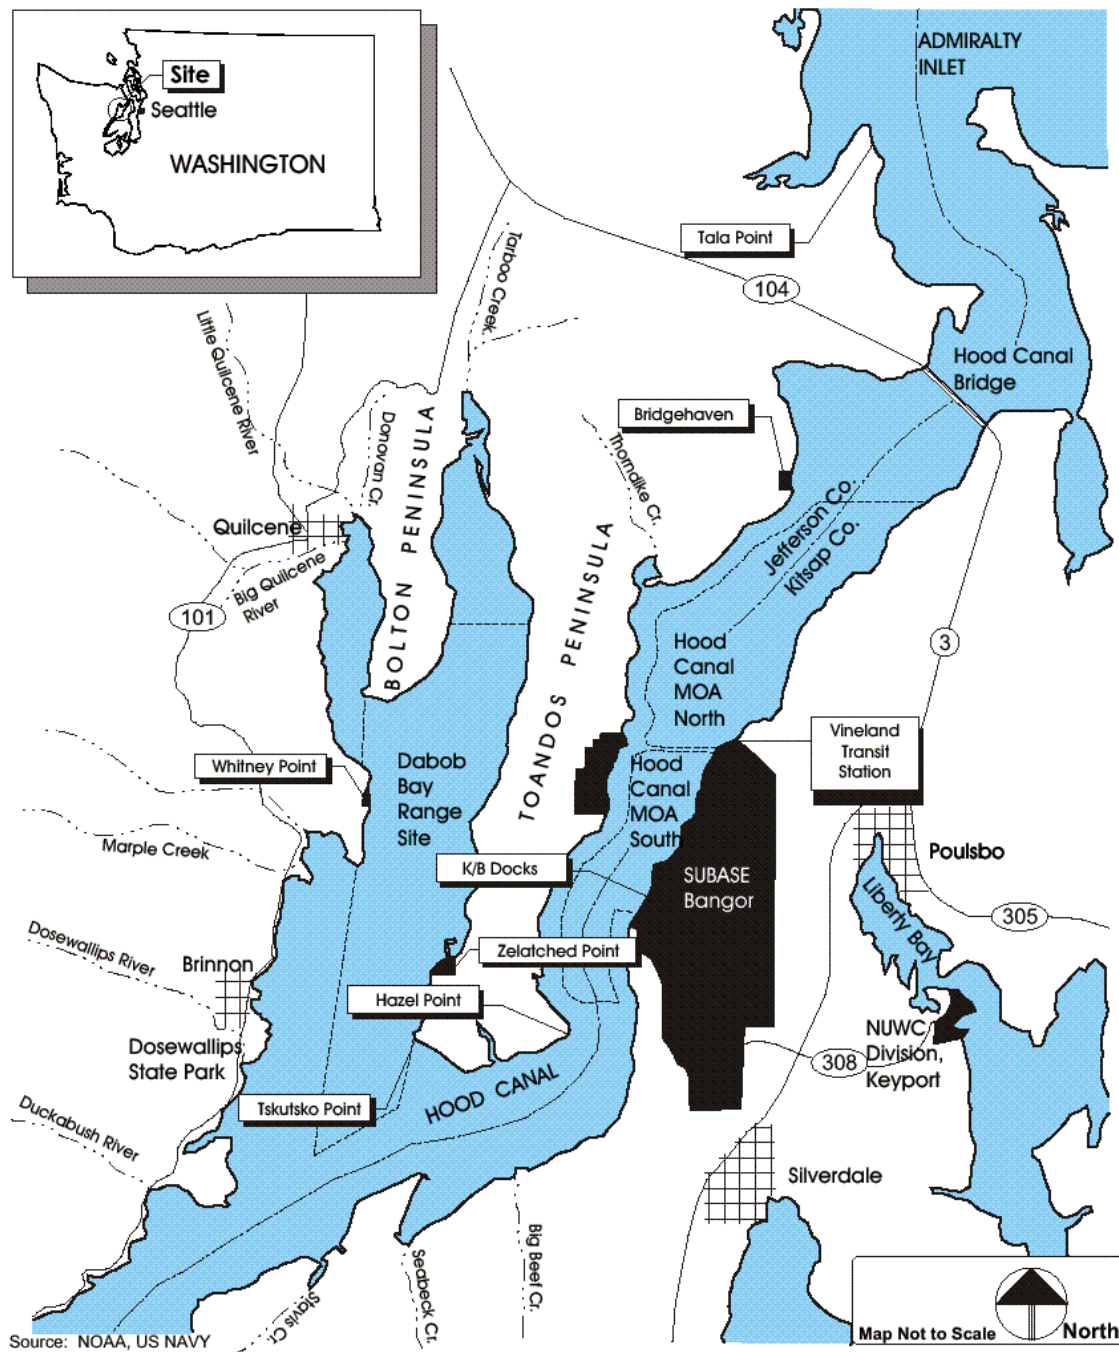 ADMIRALTY
INLET
Site
Seattle
WASHINGTON
Tala Point
104
Tarboo Creek
Little Quilcene River
Hood Canal
Bridge
Bridgehaven
Donovan Cr.
BOLTON PENINSULA
Thorndike Cr.
Jefferson Co.
Kitsap Co.
Quilcene
Big Quilcene
River
101
TOANDOS PENINSULA
3
Hood
Canal
MOA
North
Vineland
Transit
Station
Whitney Point
Dabob
Bay
Range
Site
Hood
Canal
MOA
South
Marple Creek
K/B Docks
SUBASE
Bangor
Poulsbo
Liberty Bay
305
Dosewallips River
Brinnon
Zelatched Point
Hazel Point
Dosewallips
State Park
NUWC
Division,
Keyport
308
HOOD CANAL
Tskutsko Point
Duckabush River
Silverdale
Big Beef Cr.
Seabeck Cr.
Stavis Cr.
Source: NOAA, US NAVY
Map Not to Scale
North